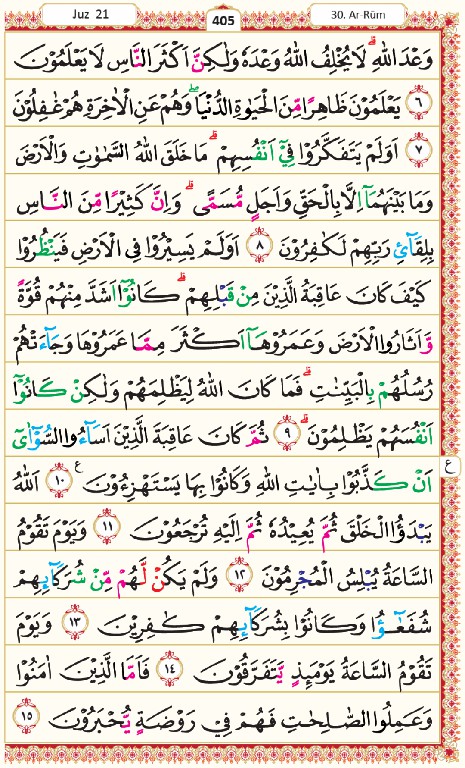 Juz 21
405
30. Ar-Rūm
وَعْدَ اللّٰهِ ؕ لَا يُخْلِفُ اللّٰهُ وَعْدَهٗ وَلٰكِنَّ اَكْثَرَ النَّاسِ لَا يَعْلَمُوْنَ
۶ يَعْلَمُوْنَ ظَاهِرًا مِّنَ الْحَيٰوةِ الدُّنْيَا ۖ وَهُمْ عَنِ الْاٰخِرَةِ هُمْ غٰفِلُوْنَ
۷ اَوَلَمْ يَتَفَكَّرُوْا فِيْٓ اَنْفُسِهِمْ ؕ مَا خَلَقَ اللّٰهُ السَّمٰوٰتِ وَالْاَرْضَ
وَمَا بَيْنَهُمَآ اِلَّا بِالْحَقِّ وَاَجَلٍ مُّسَمًّى ؕ وَاِنَّ كَثِيْرًا مِّنَ النَّاسِ
بِلِقَآئِ رَبِّهِمْ لَكٰفِرُوْنَ ۸ اَوَلَمْ يَسِيْرُوْا فِى الْاَرْضِ فَيَنْظُرُوْا
كَيْفَ كَانَ عَاقِبَةُ الَّذِيْنَ مِنْ قَبْلِهِمْ ؕ كَانُوْٓا اَشَدَّ مِنْهُمْ قُوَّةً
وَّاَثَارُوا الْاَرْضَ وَعَمَرُوْهَآ اَكْثَرَ مِمَّا عَمَرُوْهَا وَجَآءَتْهُمْ
رُسُلُهُمْ بِالْبَيِّنٰتِ ؕ فَمَا كَانَ اللّٰهُ لِيَظْلِمَهُمْ وَلٰكِنْ كَانُوْٓا
اَنْفُسَهُمْ يَظْلِمُوْنَ ؕ ۹ ثُمَّ كَانَ عَاقِبَةَ الَّذِيْنَ اَسَآءُوا السُّوْٓآٰى
اَنْ كَذَّبُوْا بِاٰيٰتِ اللّٰهِ وَكَانُوْا بِهَا يَسْتَهْزِءُوْنَ ۱۰ ع اَللّٰهُ
ع
يَبْدَؤُا الْخَلْقَ ثُمَّ يُعِيْدُهٗ ثُمَّ اِلَيْهِ تُرْجَعُوْنَ ۱۱ وَيَوْمَ تَقُوْمُ
السَّاعَةُ يُبْلِسُ الْمُجْرِمُوْنَ ۱۲ وَلَمْ يَكُنْ لَّهُمْ مِّنْ شُرَكَآئِهِمْ
شُفَعٰٓؤُا وَكَانُوْا بِشُرَكَآئِهِمْ كٰفِرِيْنَ ۱۳ وَيَوْمَ
تَقُوْمُ السَّاعَةُ يَوْمَئِذٍ يَّتَفَرَّقُوْنَ ۱۴ فَاَمَّا الَّذِيْنَ اٰمَنُوْا
وَعَمِلُوا الصّٰلِحٰتِ فَهُمْ فِيْ رَوْضَةٍ يُّحْبَرُوْنَ ۱۵